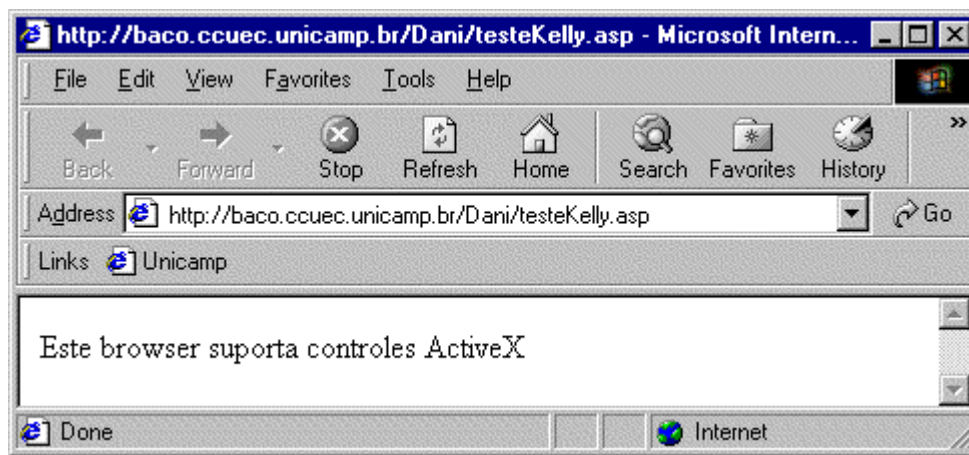 http://baco.ccuec.unicamp.br/Dani/testeKelly.asp - Microsoft Intern...
File Edit View Favorites Tools Help
Back Forward Stop Refresh Home Search Favorites History »
Address http://baco.ccuec.unicamp.br/Dani/testeKelly.asp Go
Links Unicamp
Este browser suporta controles ActiveX
Done Internet